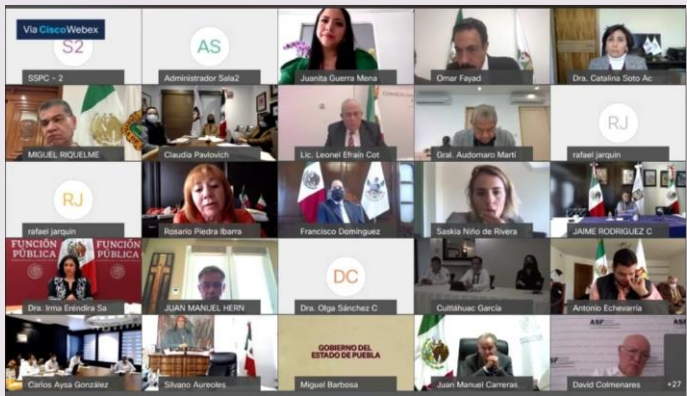 Vía Cisco Webex
S2
SSPC - 2
AS
Administrador Sala2
Juanita Guerra Mena
Omar Fayad
Dra. Catalina Soto Ac
MIGUEL RIQUELME
Claudia Pavlovich
Lic. Leonel Efraín Cot
Gral. Audomaro Martí
RJ
rafael jarquin
RJ
rafael jarquin
Rosario Piedra Ibarra
Francisco Domínguez
Saskia Niño de Rivera
JAIME RODRIGUEZ C
FUNCIÓN PÚBLICA
FUNCIÓN PÚBLICA
Dra. Irma Eréndira Sa
JUAN MANUEL HERN
DC
Dra. Olga Sánchez C
Cuitláhuac García
Antonio Echevarría
Carlos Aysa González
Silvano Aureoles
GOBIERNO DEL
ESTADO DE PUEBLA
Miguel Barbosa
Juan Manuel Carreras
ASF
ASF
David Colmenares
+27